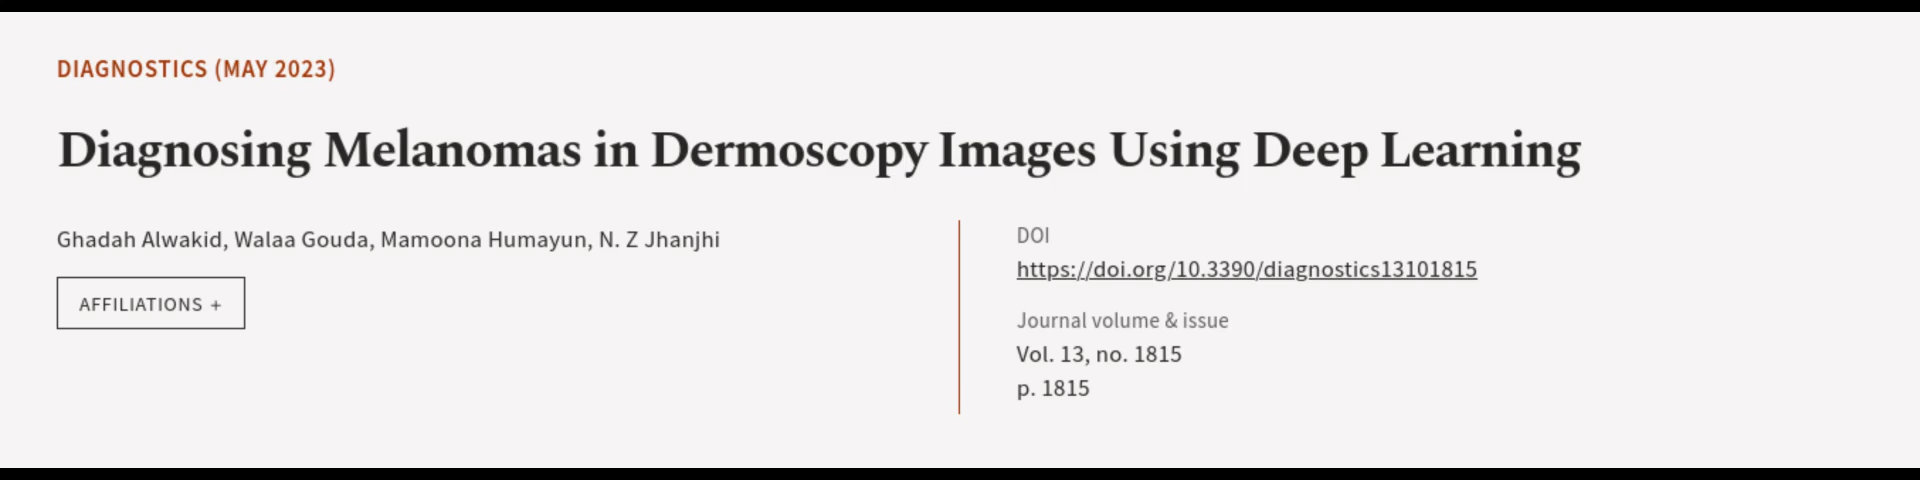 DIAGNOSTICS (MAY 2023)
Diagnosing Melanomas in Dermoscopy Images Using Deep Learning
Ghadah Alwakid, Walaa Gouda, Mamoona Humayun, N. Z Jhanjhi
AFFILIATIONS +
DOI
https://doi.org/10.3390/diagnostics13101815
Journal volume & issue
Vol. 13, no. 1815
p. 1815